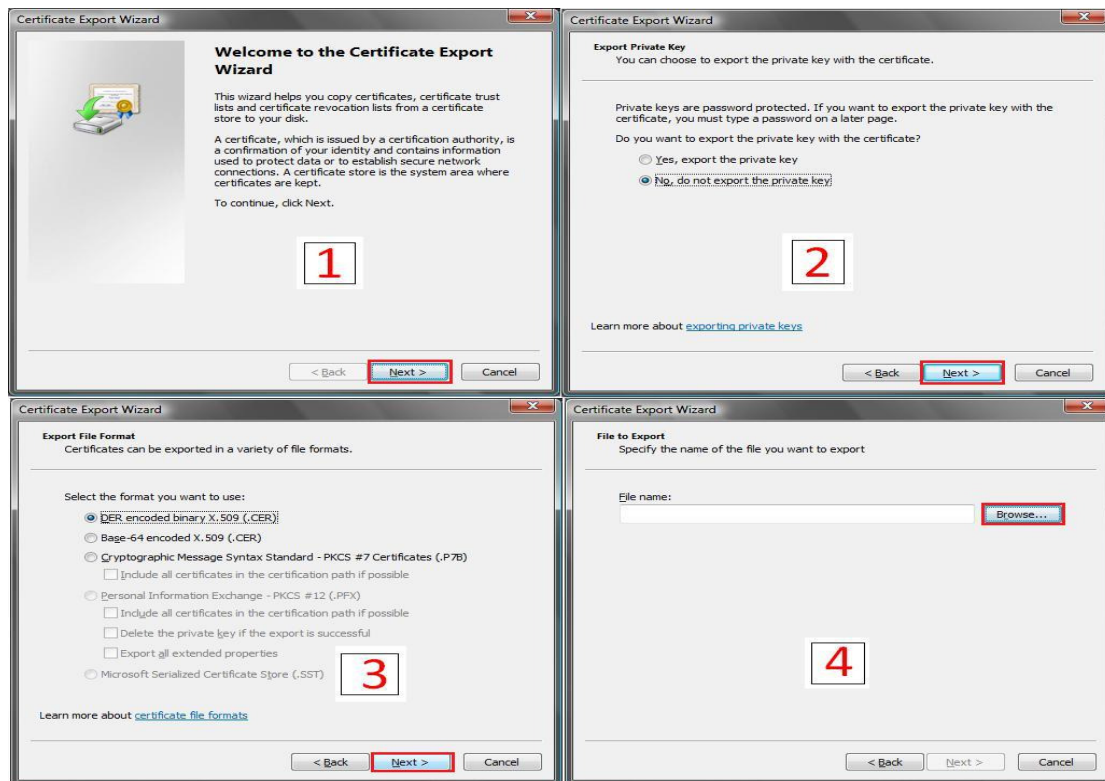 Certificate Export Wizard
Welcome to the Certificate Export
Wizard
This wizard helps you copy certificates, certificate trust
lists and certificate revocation lists from a certificate
store to your disk.
A certificate, which is issued by a certification authority, is
a confirmation of your identity and contains information
used to protect data or to establish secure network
connections. A certificate store is the system area where
certificates are kept.
To continue, click Next.
1
< Back
Next >
Cancel
Certificate Export Wizard
Export Private Key
You can choose to export the private key with the certificate.
Private keys are password protected. If you want to export the private key with the
certificate, you must type a password on a later page.
Do you want to export the private key with the certificate?
Yes, export the private key
No, do not export the private key
2
Learn more about exporting private keys
< Back
Next >
Cancel
Certificate Export Wizard
Export File Format
Certificates can be exported in a variety of file formats.
Select the format you want to use:
DER encoded binary X.509 (.CER)
Base-64 encoded X.509 (.CER)
Cryptographic Message Syntax Standard - PKCS #7 Certificates (.P7B)
Include all certificates in the certification path if possible
Personal Information Exchange - PKCS #12 (.PFX)
Include all certificates in the certification path if possible
Delete the private key if the export is successful
Export all extended properties
Microsoft Serialized Certificate Store (.SST)
3
Learn more about certificate file formats
< Back
Next >
Cancel
Certificate Export Wizard
File to Export
Specify the name of the file you want to export
File name:
Browse...
4
< Back
Next >
Cancel